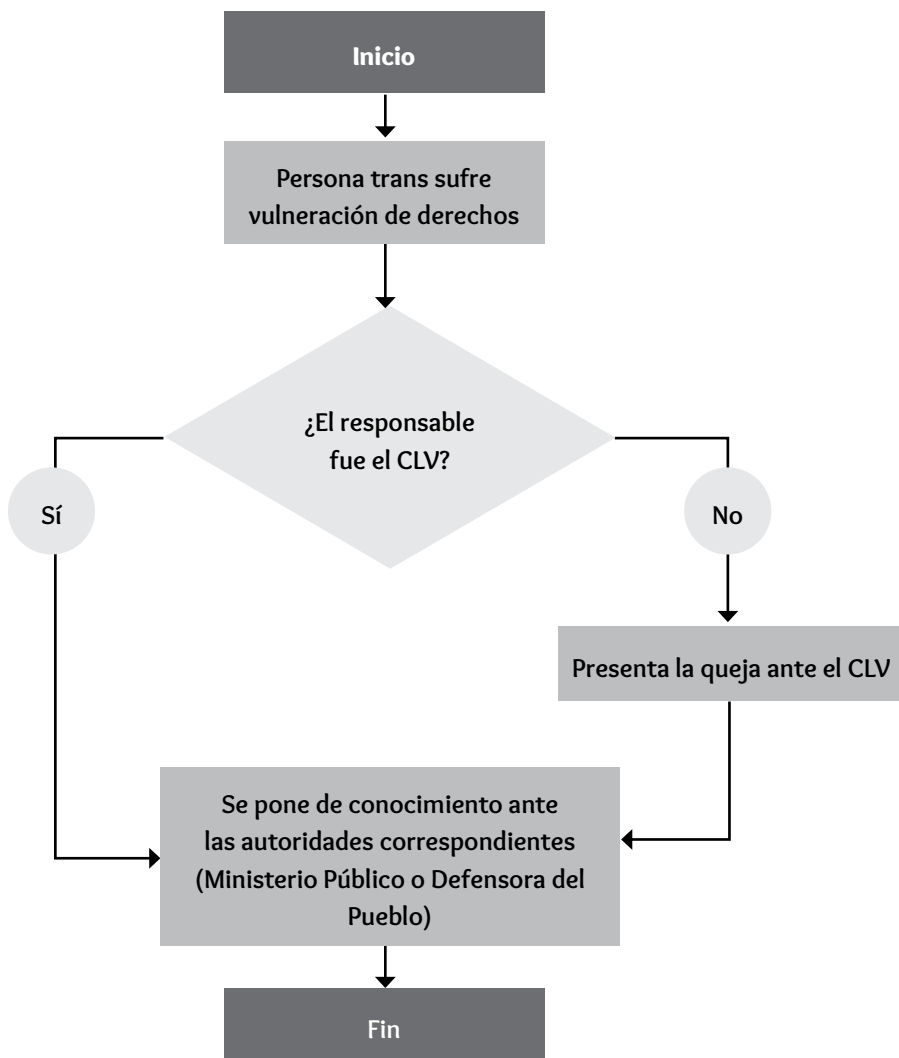 Inicio
Persona trans sufre
vulneración de derechos
¿El responsable
fue el CLV?
Sí
No
Presenta la queja ante el CLV
Se pone de conocimiento ante
las autoridades correspondientes
(Ministerio Público o Defensora del
Pueblo)
Fin